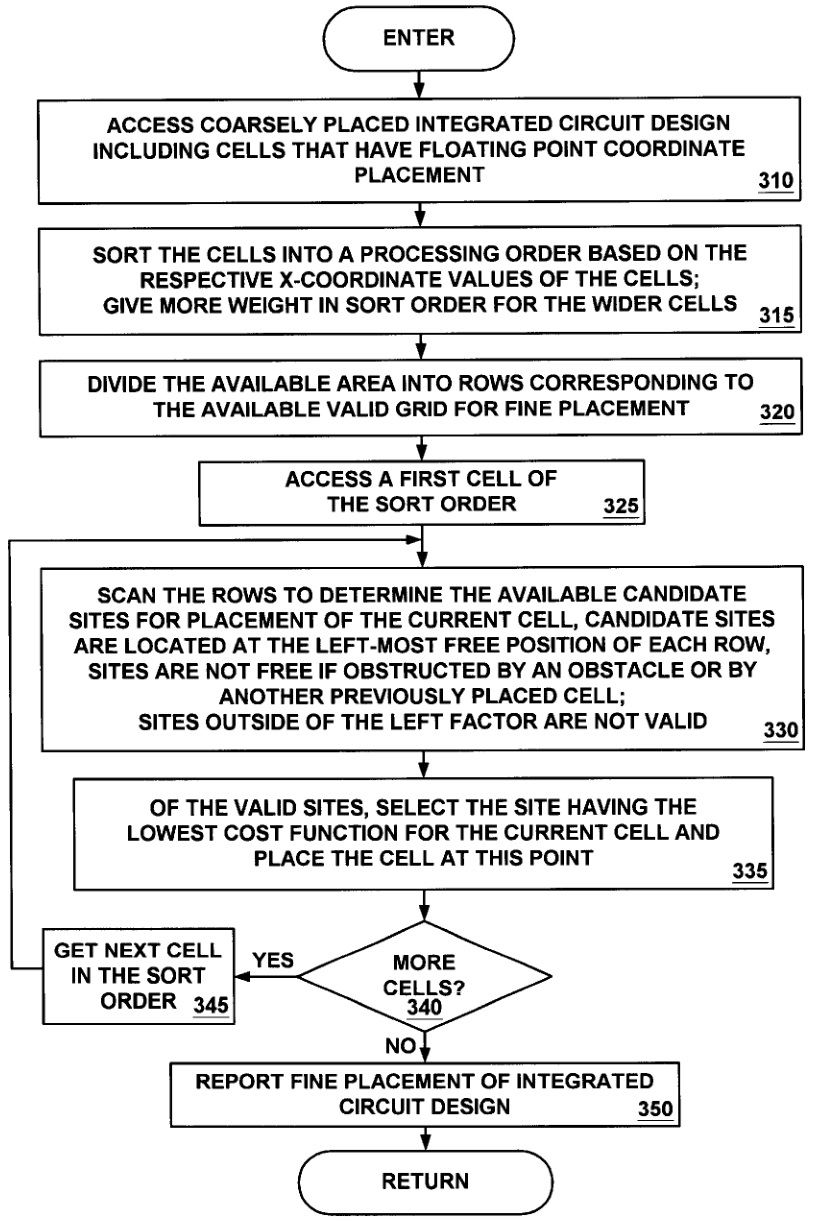 ENTER
ACCESS COARSELY PLACED INTEGRATED CIRCUIT DESIGN
INCLUDING CELLS THAT HAVE FLOATING POINT COORDINATE
PLACEMENT
310
SORT THE CELLS INTO A PROCESSING ORDER BASED ON THE
RESPECTIVE X-COORDINATE VALUES OF THE CELLS;
GIVE MORE WEIGHT IN SORT ORDER FOR THE WIDER CELLS
315
DIVIDE THE AVAILABLE AREA INTO ROWS CORRESPONDING TO
THE AVAILABLE VALID GRID FOR FINE PLACEMENT
320
ACCESS A FIRST CELL OF
THE SORT ORDER
325
SCAN THE ROWS TO DETERMINE THE AVAILABLE CANDIDATE
SITES FOR PLACEMENT OF THE CURRENT CELL, CANDIDATE SITES
ARE LOCATED AT THE LEFT-MOST FREE POSITION OF EACH ROW,
SITES ARE NOT FREE IF OBSTRUCTED BY AN OBSTACLE OR BY
ANOTHER PREVIOUSLY PLACED CELL;
SITES OUTSIDE OF THE LEFT FACTOR ARE NOT VALID
330
OF THE VALID SITES, SELECT THE SITE HAVING THE
LOWEST COST FUNCTION FOR THE CURRENT CELL AND
PLACE THE CELL AT THIS POINT
335
MORE
CELLS?
340
YES
GET NEXT CELL
IN THE SORT
ORDER
345
NO
REPORT FINE PLACEMENT OF INTEGRATED
CIRCUIT DESIGN
350
RETURN